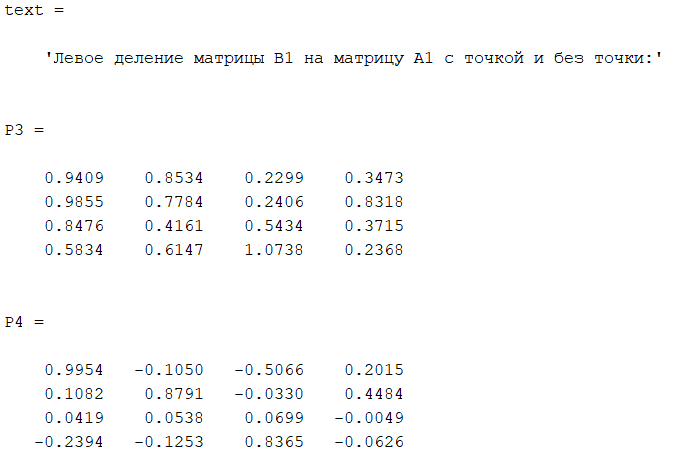 text =
'Левое деление матрицы B1 на матрицу A1 с точкой и без точки:'
P3 =
0.9409 0.8534 0.2299 0.3473
0.9855 0.7784 0.2406 0.8318
0.8476 0.4161 0.5434 0.3715
0.5834 0.6147 1.0738 0.2368
P4 =
0.9954 -0.1050 -0.5066 0.2015
0.1082 0.8791 -0.0330 0.4484
0.0419 0.0538 0.0699 -0.0049
-0.2394 -0.1253 0.8365 -0.0626